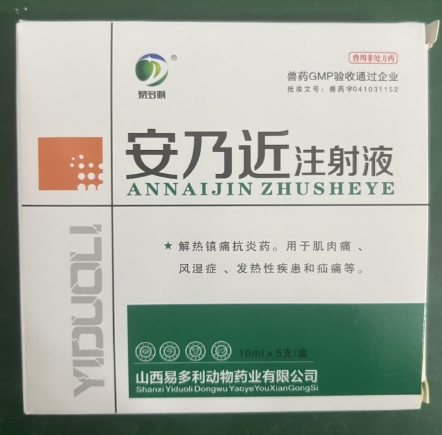 易多利®
兽用非处方药
兽药GMP验收通过企业
批准文号：兽药字041031152
安乃近 注射液
ANNAIJIN ZHUSHEYE
★ 解热镇痛抗炎药。用于肌肉痛、
风湿症、发热性疾患和疝痛等。
YIDUOLI
10ml×5支/盒
山西易多利动物药业有限公司
Shanxi Yiduoli Dongwu YaoyeYouXianGongSi